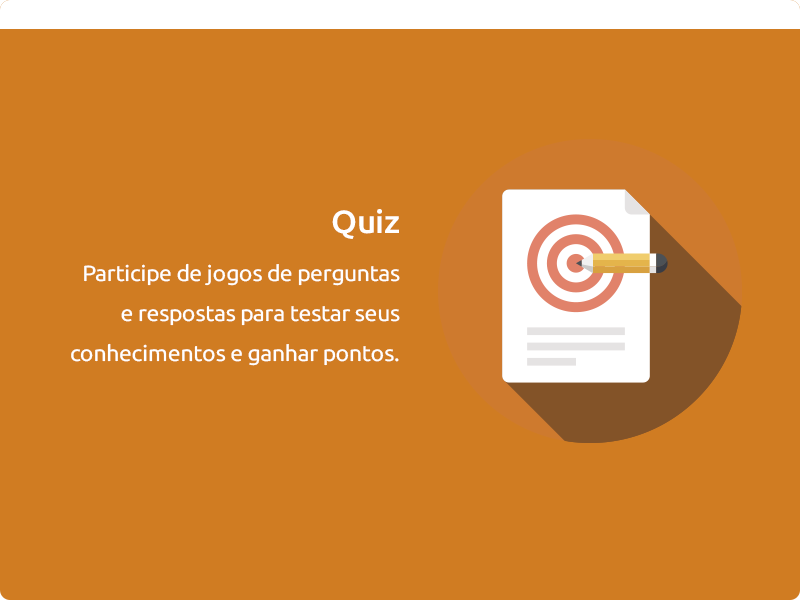 Quiz
Participe de jogos de perguntas
e respostas para testar seus
conhecimentos e ganhar pontos.